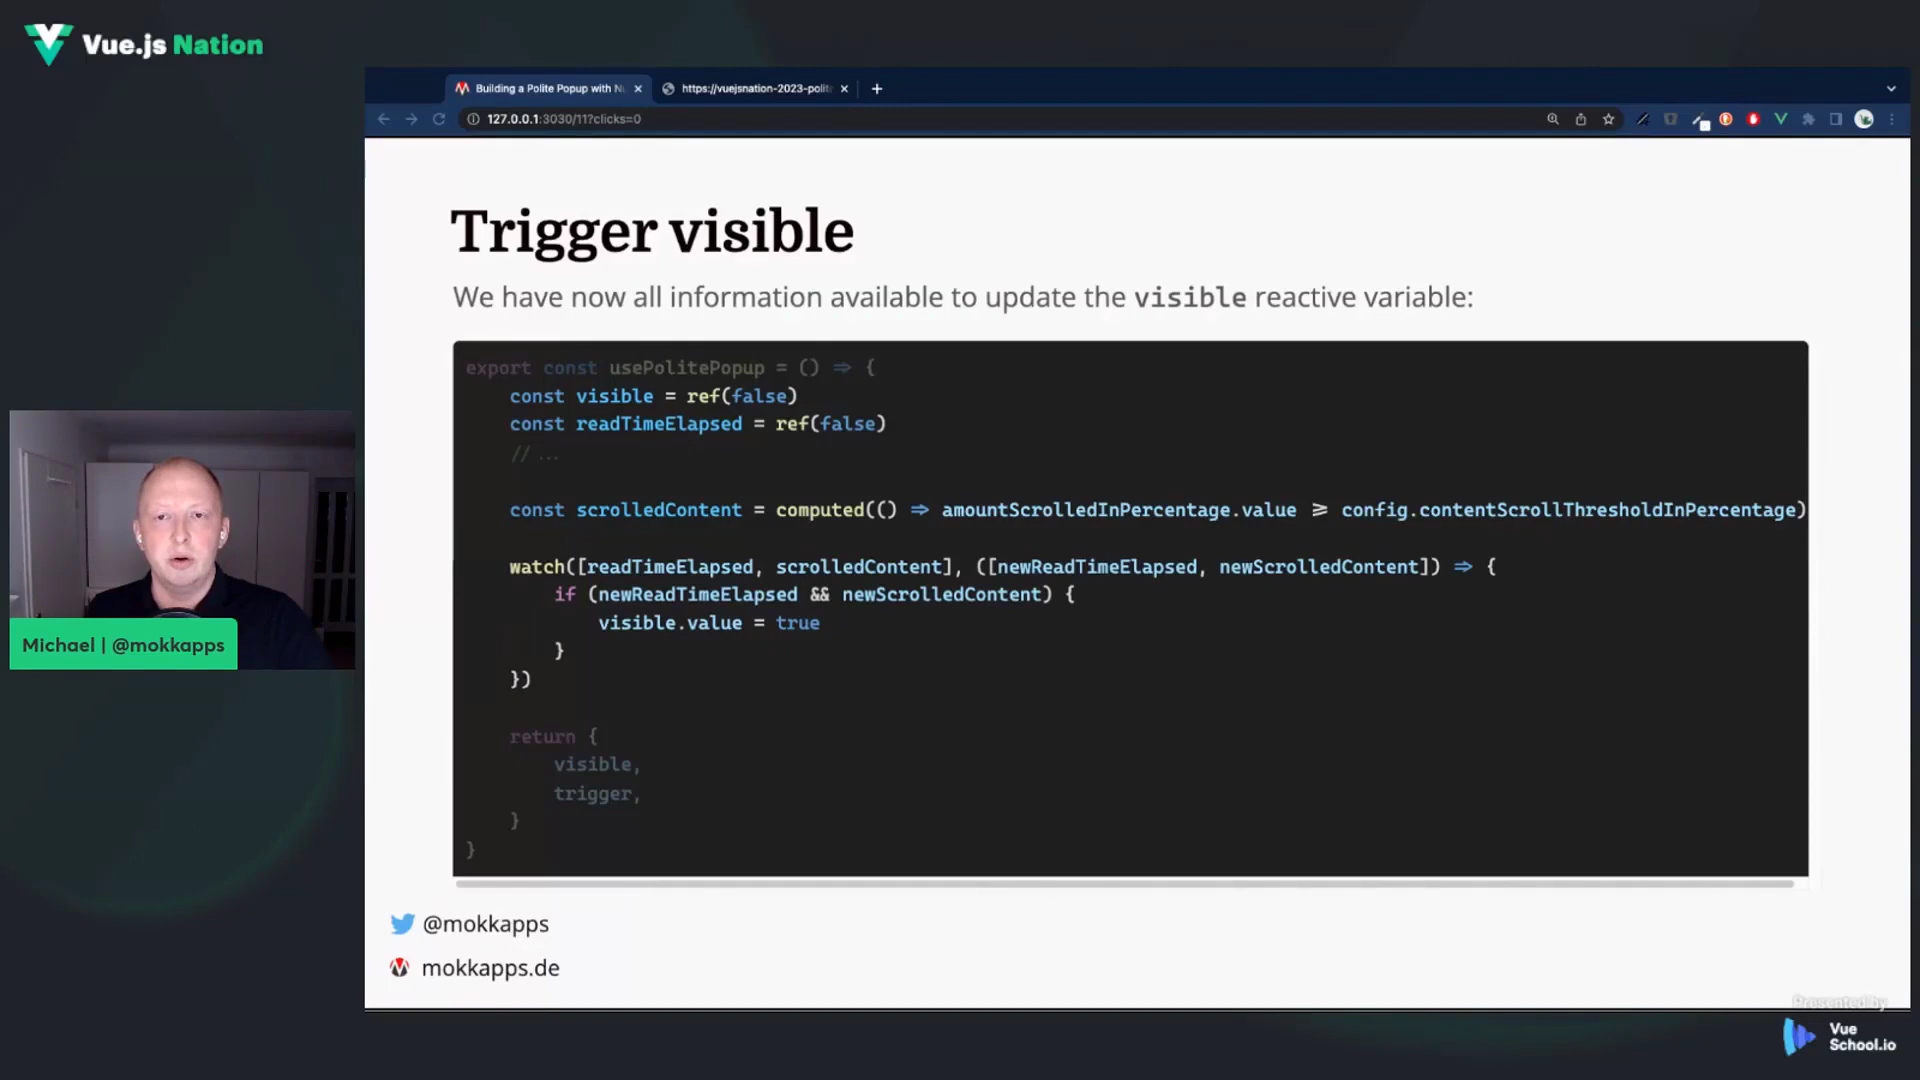 Vue.js Nation
Building a Polite Popup with Nu
https://vuejsnation-2023-polit
127.0.0.1:3030/11?clicks=0
Trigger visible
We have now all information available to update the visible reactive variable:
export const usePolitePopup = () => {
const visible = ref(false)
const readTimeElapsed = ref(false)
// ...
const scrolledContent = computed(() => amountScrolledInPercentage.value >= config.contentScrollThresholdInPercentage)
watch([readTimeElapsed, scrolledContent], ([newReadTimeElapsed, newScrolledContent]) => {
if (newReadTimeElapsed && newScrolledContent) {
visible.value = true
}
})
return {
visible,
trigger,
}
}
Michael | @mokkapps
@mokkapps
mokkapps.de
Presented by
Vue
School.io